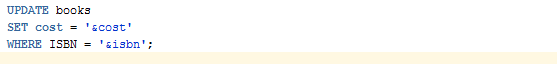 UPDATE books
SET cost = '&cost'
WHERE ISBN = '&isbn';